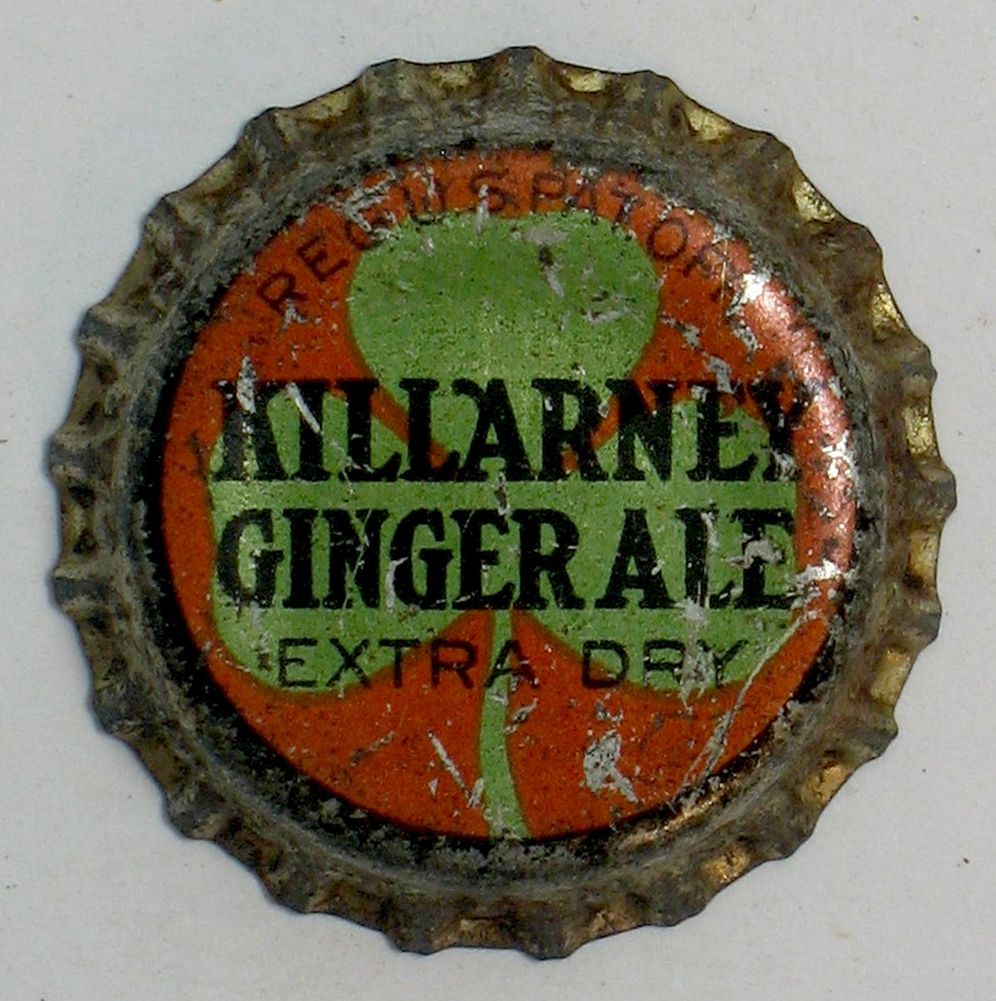 REG U S PAT OFF
KILLARNEY
GINGER ALE
EXTRA DRY